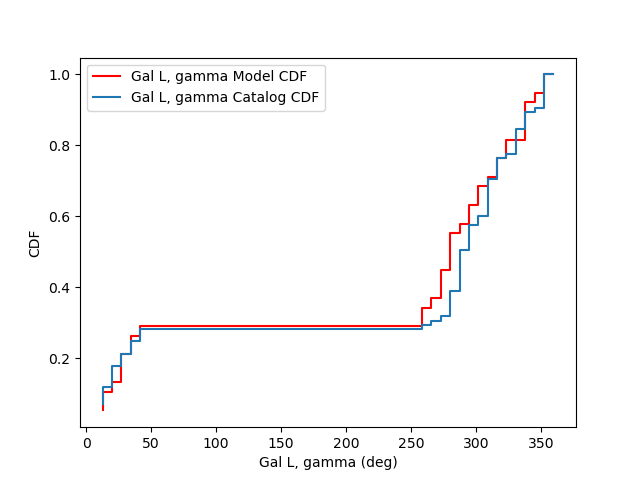 Gal L, gamma Model CDF
Gal L, gamma Catalog CDF
1.0
0.8
0.6
0.4
0.2
CDF
0 50 100 150 200 250 300 350
Gal L, gamma (deg)